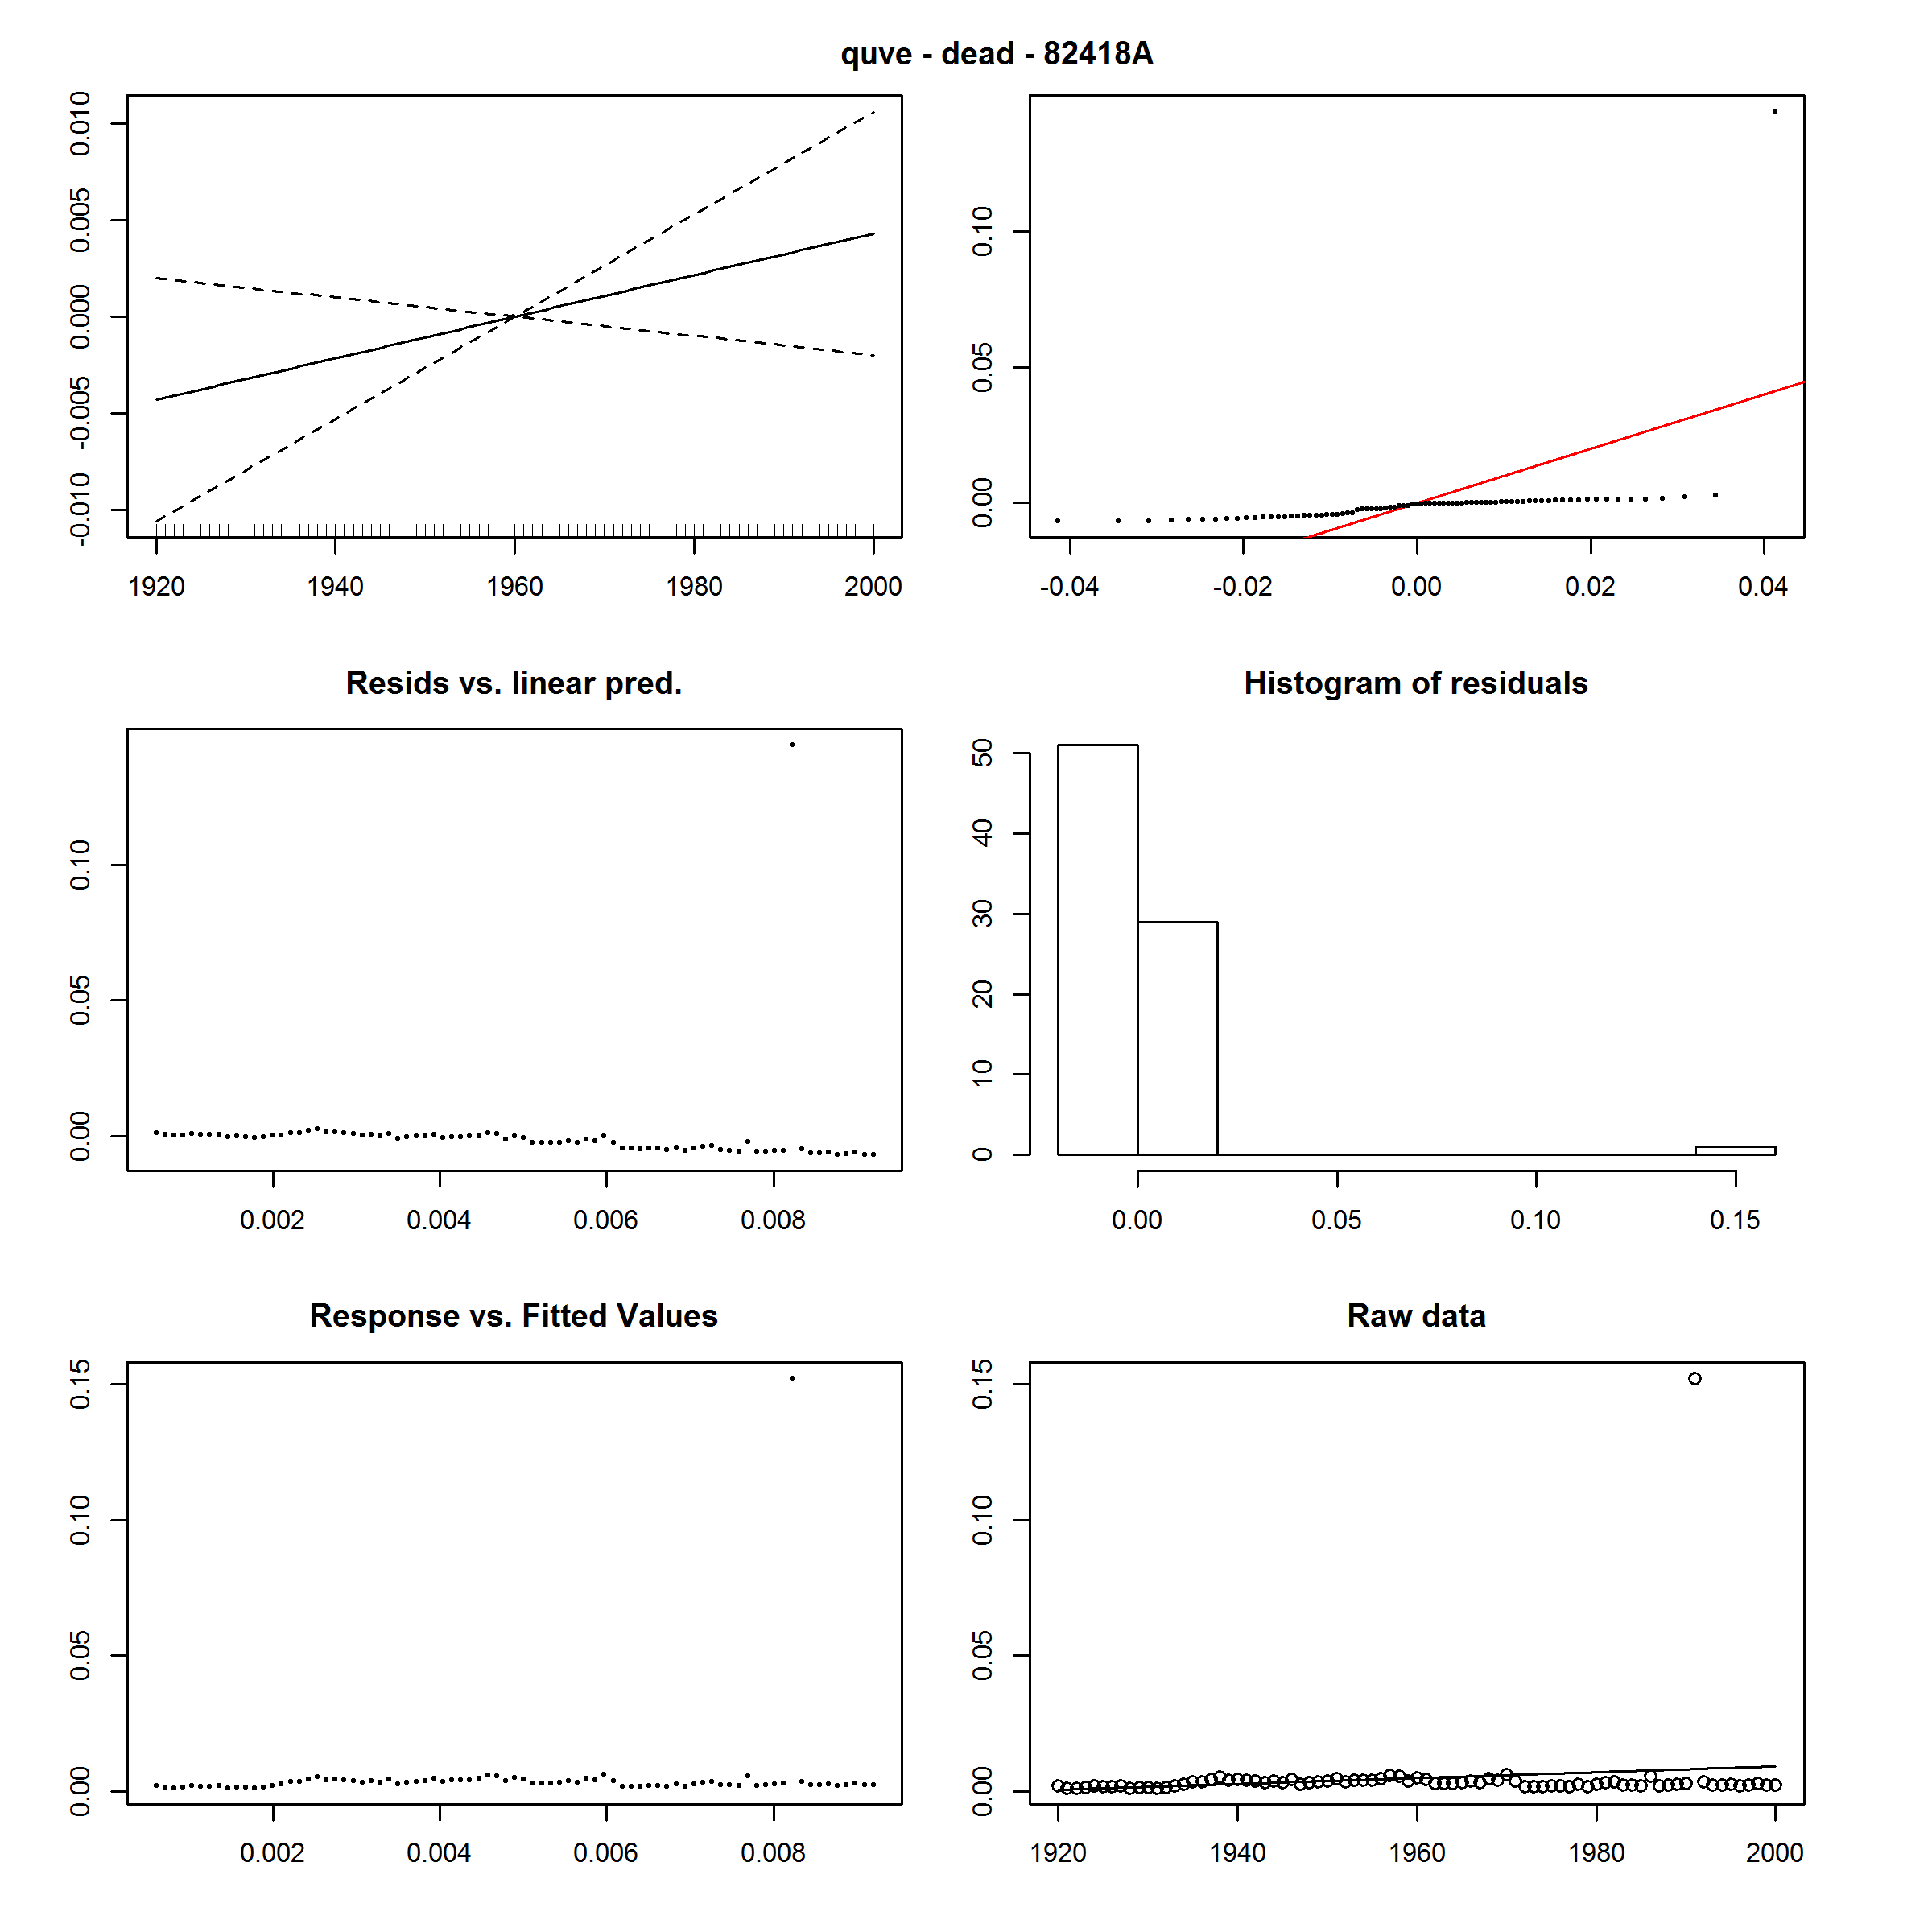 quve - dead - 82418A
0.010
0.005
0.000
-0.005
-0.010
1920 1940 1960 1980 2000
0.10
0.05
0.00
-0.04 -0.02 0.00 0.02 0.04
Resids vs. linear pred.
0.10
0.05
0.00
0.002 0.004 0.006 0.008
Histogram of residuals
50
40
30
20
10
0
0.00 0.05 0.10 0.15
Response vs. Fitted Values
0.15
0.10
0.05
0.00
0.002 0.004 0.006 0.008
Raw data
0.15
0.10
0.05
0.00
1920 1940 1960 1980 2000